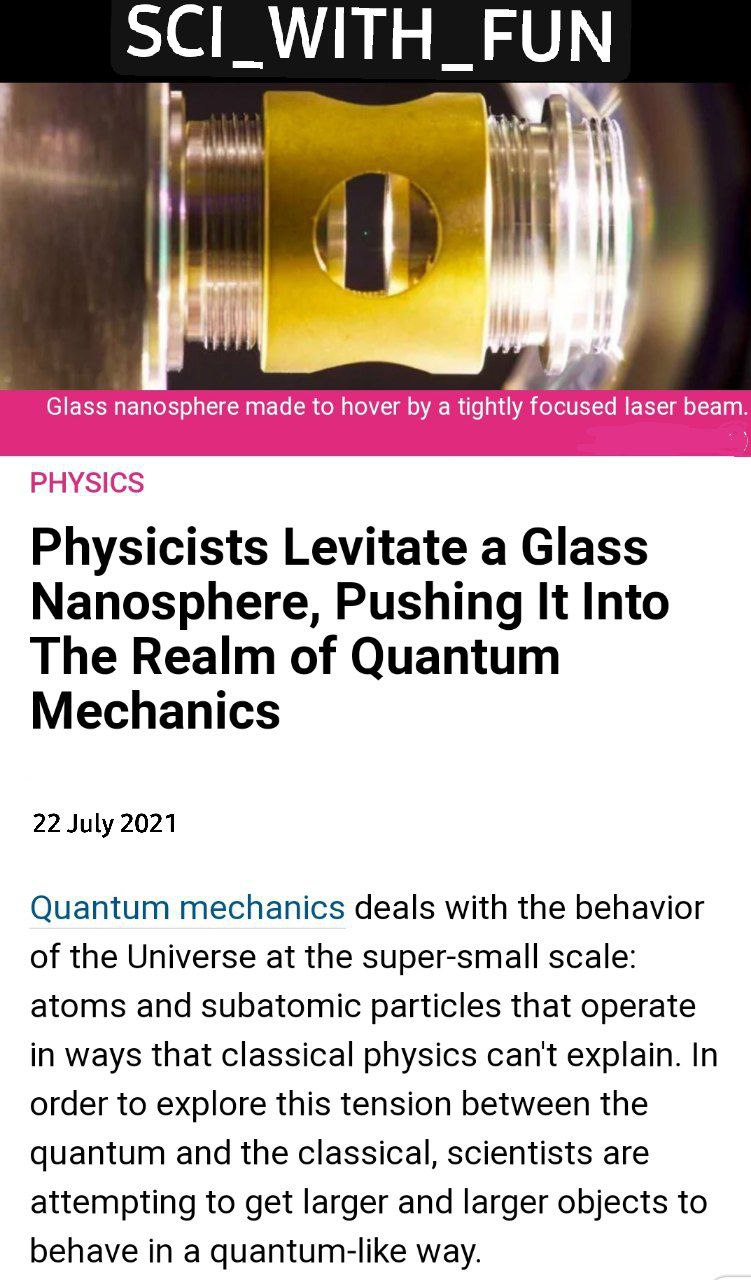 SCI_WITH_FUN
Glass nanosphere made to hover by a tightly focused laser beam.
PHYSICS
Physicists Levitate a Glass
Nanosphere, Pushing It Into
The Realm of Quantum
Mechanics
22 July 2021
Quantum mechanics deals with the behavior
of the Universe at the super-small scale:
atoms and subatomic particles that operate
in ways that classical physics can't explain. In
order to explore this tension between the
quantum and the classical, scientists are
attempting to get larger and larger objects to
behave in a quantum-like way.